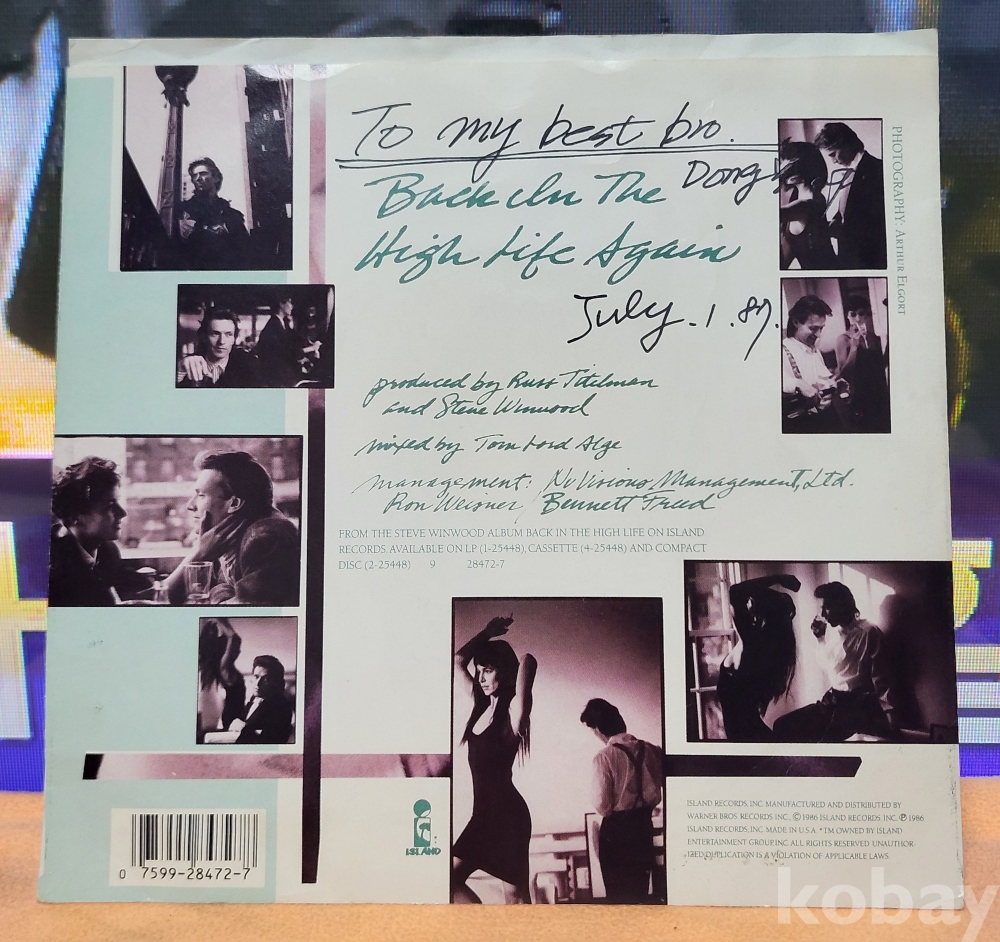 To my best bro.
Back In The
High Life Again
July.1.87.
produced by Russ Titelman
and Steve Winwood
mixed by Tom Lord Alge
management: Nu Visions Management, Ltd.
Ron Weisner / Bennett Freed
FROM THE STEVE WINWOOD ALBUM BACK IN THE HIGH LIFE ON ISLAND
RECORDS. AVAILABLE ON LP (1-25448), CASSETTE (4-25448) AND COMPACT
DISC (2-25448) 9 28472-7
PHOTOGRAPHY: ARTHUR ELGORT
ISLAND
0 7599-28472-7
ISLAND RECORDS, INC. MANUFACTURED AND DISTRIBUTED BY
WARNER BROS. RECORDS INC., ©1986 ISLAND RECORDS, INC. ℗ 1986
ISLAND RECORDS, INC. MADE IN U.S.A. * TM OWNED BY ISLAND
ENTERTAINMENT GROUP INC. ALL RIGHTS RESERVED. UNAUTHOR-
IZED DUPLICATION IS A VIOLATION OF APPLICABLE LAWS.
kobay